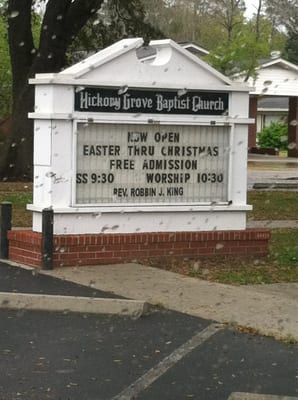 Hickory Grove Baptist Church
NOW OPEN
EASTER THRU CHRISTMAS
FREE ADMISSION
SS 9:30 WORSHIP 10:30
REV. ROBBIN J. KING